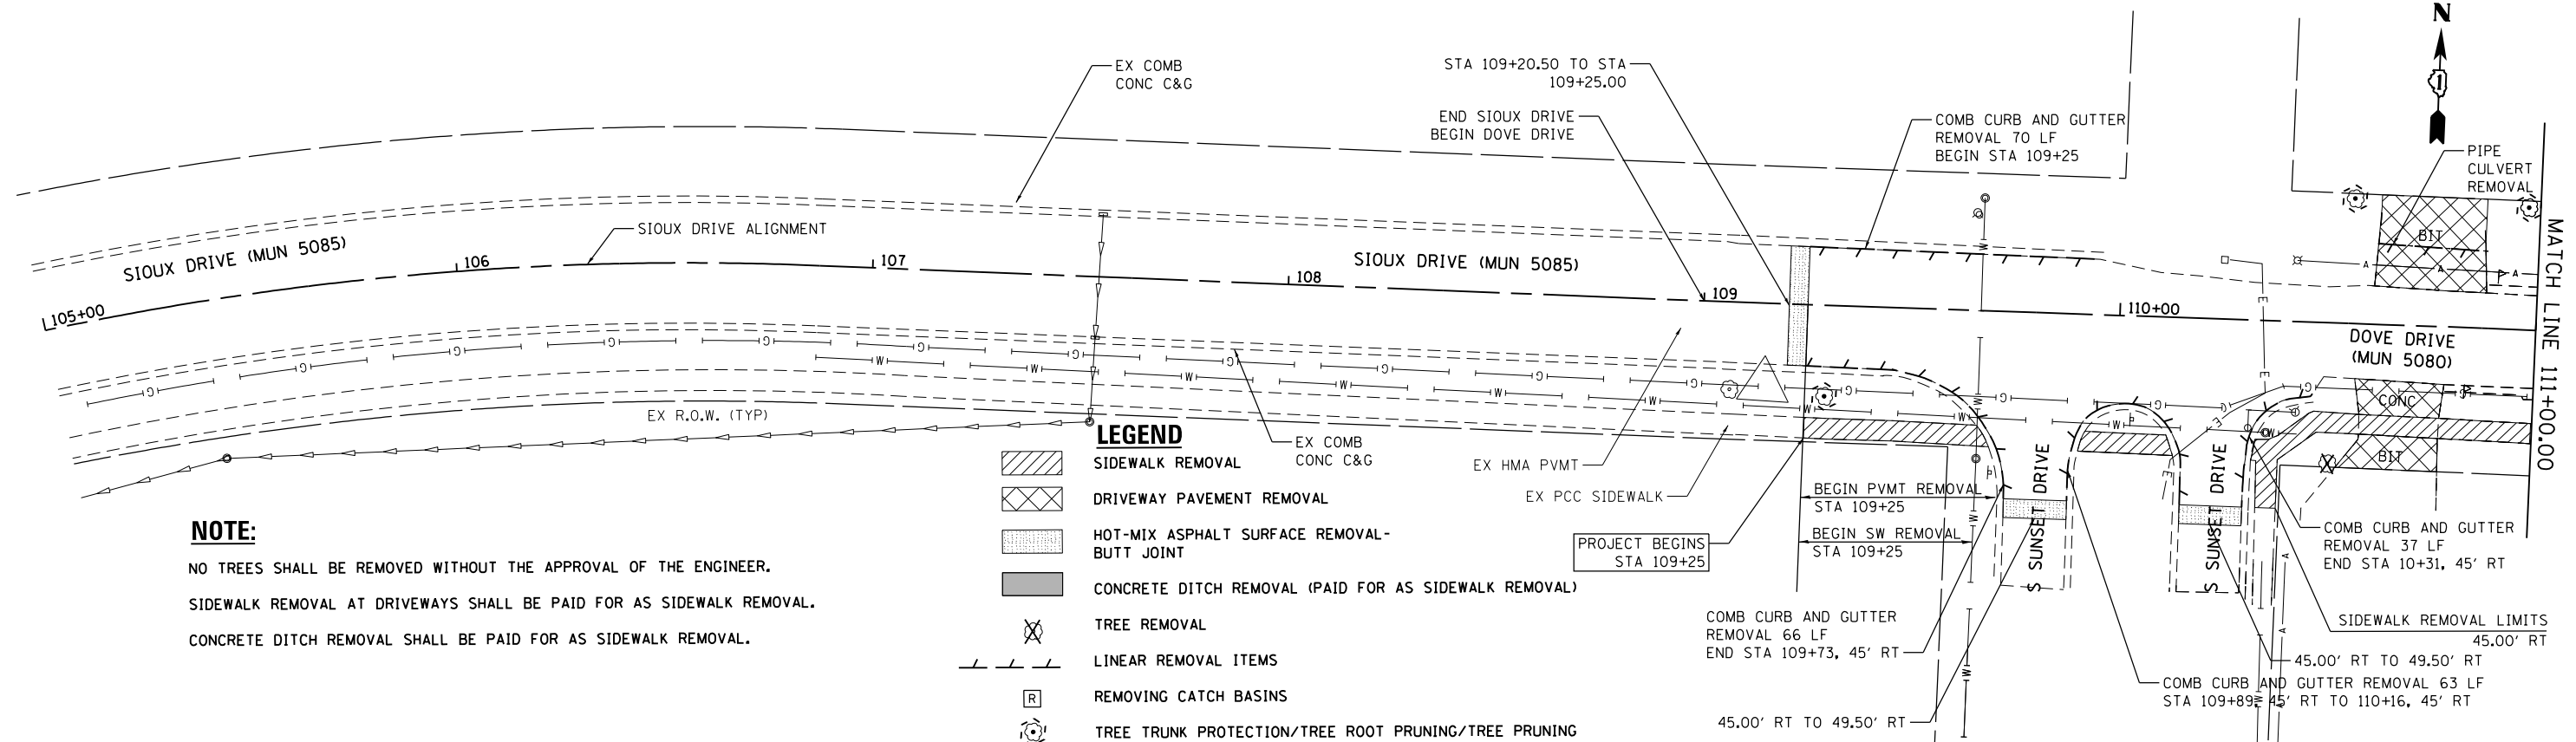 N
1
EX COMB
CONC C&G
STA 109+20.50 TO STA
109+25.00
END SIOUX DRIVE
BEGIN DOVE DRIVE
COMB CURB AND GUTTER
REMOVAL 70 LF
BEGIN STA 109+25
PIPE
CULVERT
REMOVAL
MATCH LINE 111+00.00
SIOUX DRIVE (MUN 5085)
SIOUX DRIVE ALIGNMENT
SIOUX DRIVE (MUN 5085)
BIT
105+00
106
107
108
109
110+00
DOVE DRIVE
(MUN 5080)
CONC
BIT
EX R.O.W. (TYP)
EX COMB
CONC C&G
EX HMA PVMT
EX PCC SIDEWALK
BEGIN PVMT REMOVAL
STA 109+25
BEGIN SW REMOVAL
STA 109+25
PROJECT BEGINS
STA 109+25
S SUNSET DRIVE
S SUNSET DRIVE
COMB CURB AND GUTTER
REMOVAL 37 LF
END STA 10+31, 45' RT
SIDEWALK REMOVAL LIMITS
45.00' RT
45.00' RT TO 49.50' RT
COMB CURB AND GUTTER REMOVAL 63 LF
STA 109+89, 45' RT TO 110+16, 45' RT
COMB CURB AND GUTTER
REMOVAL 66 LF
END STA 109+73, 45' RT
45.00' RT TO 49.50' RT
LEGEND
SIDEWALK REMOVAL
DRIVEWAY PAVEMENT REMOVAL
HOT-MIX ASPHALT SURFACE REMOVAL-
BUTT JOINT
CONCRETE DITCH REMOVAL (PAID FOR AS SIDEWALK REMOVAL)
TREE REMOVAL
LINEAR REMOVAL ITEMS
R REMOVING CATCH BASINS
TREE TRUNK PROTECTION/TREE ROOT PRUNING/TREE PRUNING
NOTE:
NO TREES SHALL BE REMOVED WITHOUT THE APPROVAL OF THE ENGINEER.
SIDEWALK REMOVAL AT DRIVEWAYS SHALL BE PAID FOR AS SIDEWALK REMOVAL.
CONCRETE DITCH REMOVAL SHALL BE PAID FOR AS SIDEWALK REMOVAL.